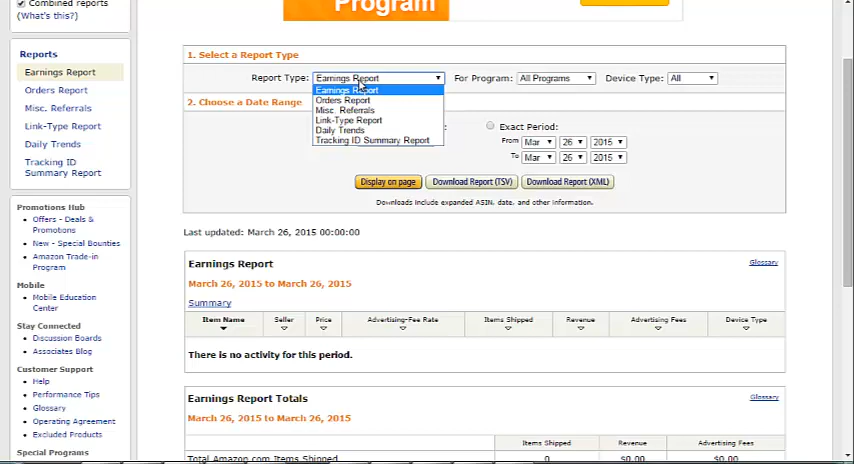 Program
Combined reports
(What's this?)
Reports
Earnings Report
Orders Report
Misc. Referrals
Link-Type Report
Daily Trends
Tracking ID
Summary Report
Promotions Hub
Offers - Deals &
Promotions
New - Special Bounties
Amazon Trade-in
Program
Mobile
Mobile Education
Center
Stay Connected
Discussion Boards
Associates Blog
Customer Support
Help
Performance Tips
Glossary
Operating Agreement
Excluded Products
Special Programs
1. Select a Report Type
Report Type: Earnings Report For Program: All Programs Device Type: All
Earnings Report
Orders Report
Misc. Referrals
Link-Type Report
Daily Trends
Tracking ID Summary Report
2. Choose a Date Range
Exact Period:
From Mar 26 2015
To Mar 26 2015
Display on page Download Report (TSV) Download Report (XML)
Downloads include expanded ASIN, date, and other information.
Last updated: March 26, 2015 00:00:00
Earnings Report Glossary
March 26, 2015 to March 26, 2015
Summary
Item Name Seller Price Advertising-Fee Rate Items Shipped Revenue Advertising Fees Device Type
There is no activity for this period.
Earnings Report Totals Glossary
March 26, 2015 to March 26, 2015
Items Shipped Revenue Advertising Fees
Total Amazon.com Items Shipped 0 $0.00 $0.00